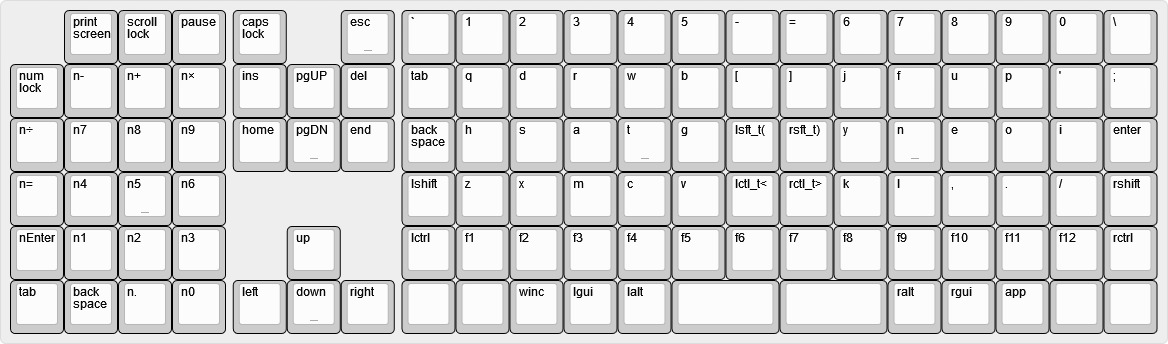 print screen scroll lock pause caps lock esc _ ` 1 2 3 4 5 - = 6 7 8 9 0 \
num lock n- n+ n× ins pgUP del tab q d r w b [ ] j f u p ' ;
n÷ n7 n8 n9 home pgDN _ end back space h s a t _ g lsft_t( rsft_t) y n _ e o i enter
n= n4 n5 _ n6 lshift z x m c v lctl_t< rctl_t> k l , . / rshift
nEnter n1 n2 n3 up lctrl f1 f2 f3 f4 f5 f6 f7 f8 f9 f10 f11 f12 rctrl
tab back space n. n0 left down _ right winc lgui lalt ralt rgui app